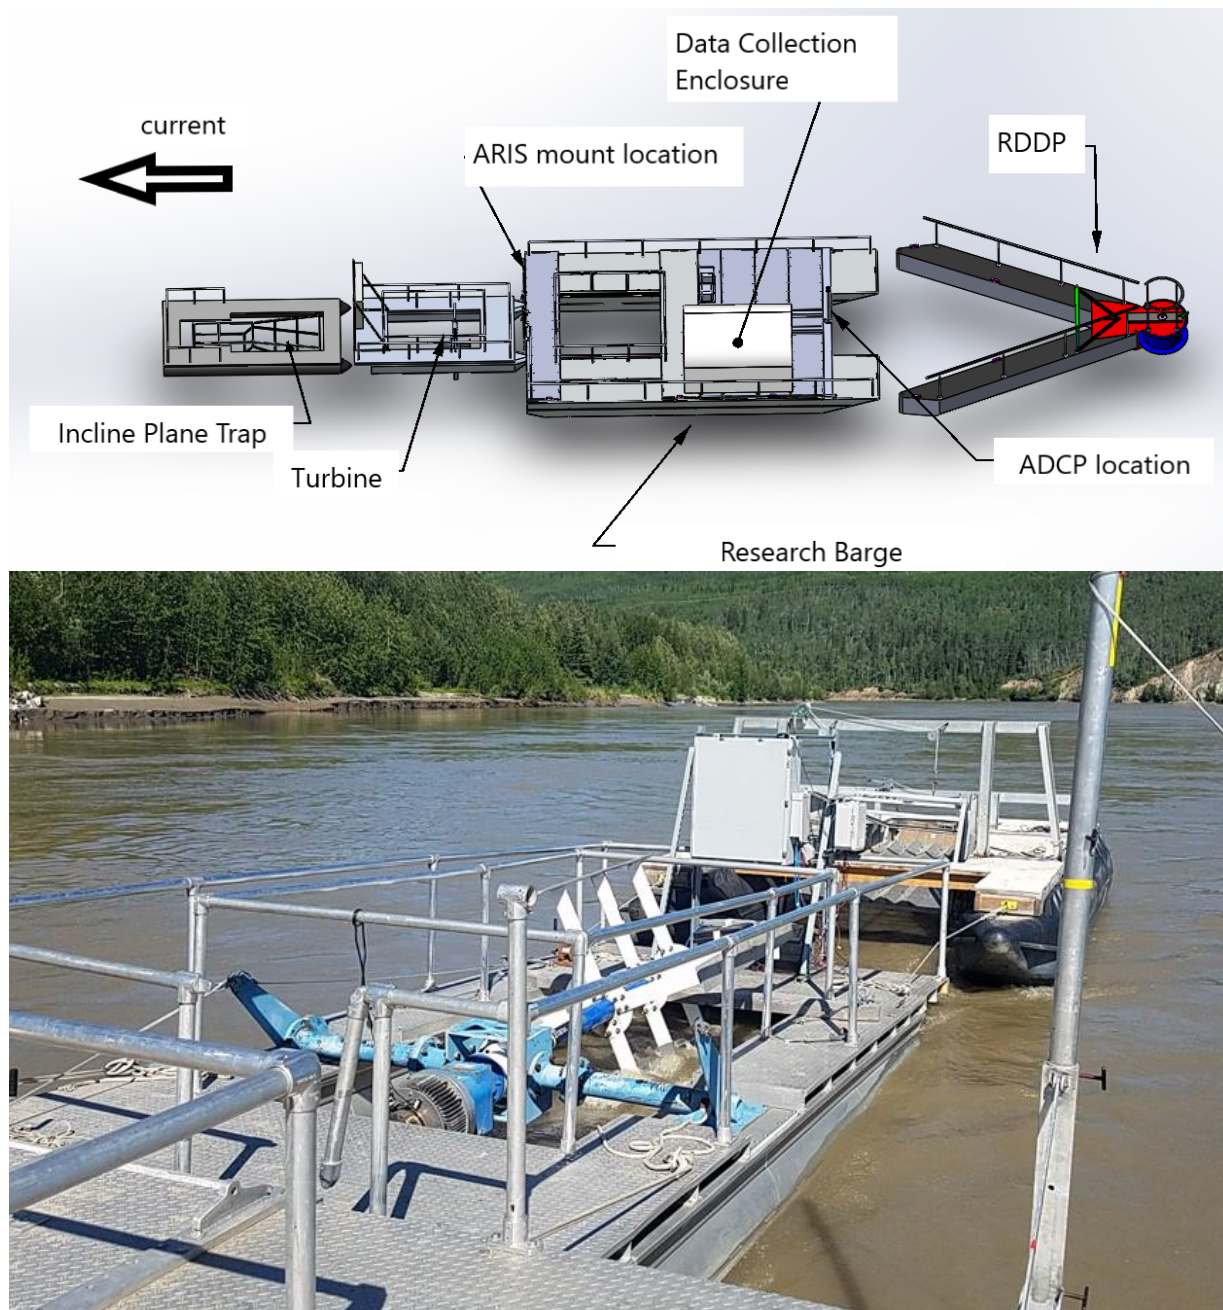 Data Collection
Enclosure
current
ARIS mount location
RDDP
Incline Plane Trap
Turbine
ADCP location
Research Barge